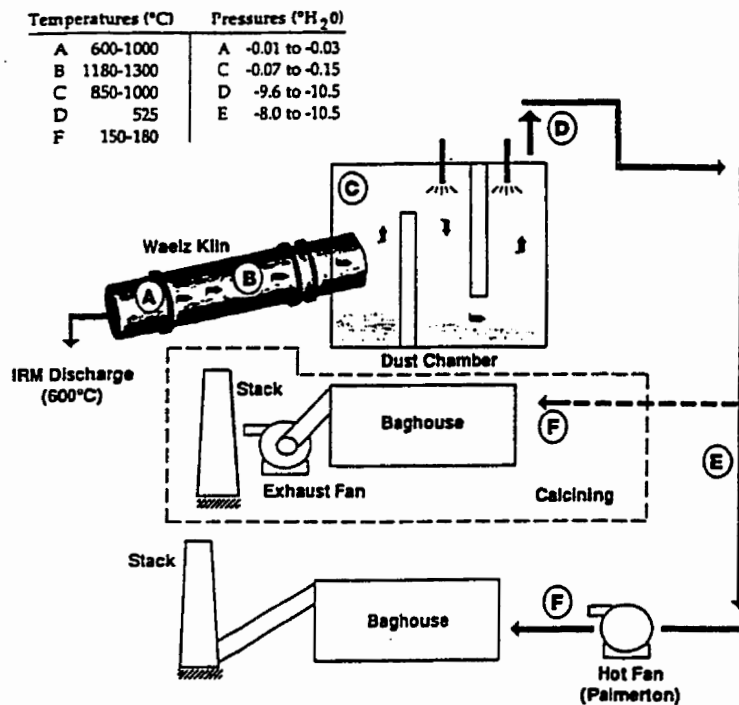 Temperatures (°C) Pressures (°H₂0)
A 600-1000 A -0.01 to -0.03
B 1180-1300 C -0.07 to -0.15
C 850-1000 D -9.6 to -10.5
D 525 E -8.0 to -10.5
F 150-180
D
C
Waelz Kiln
B
A
IRM Discharge
(600°C)
Dust Chamber
Stack
Baghouse
F
E
Exhaust Fan
Calcining
Stack
Baghouse
F
Hot Fan
(Palmerton)